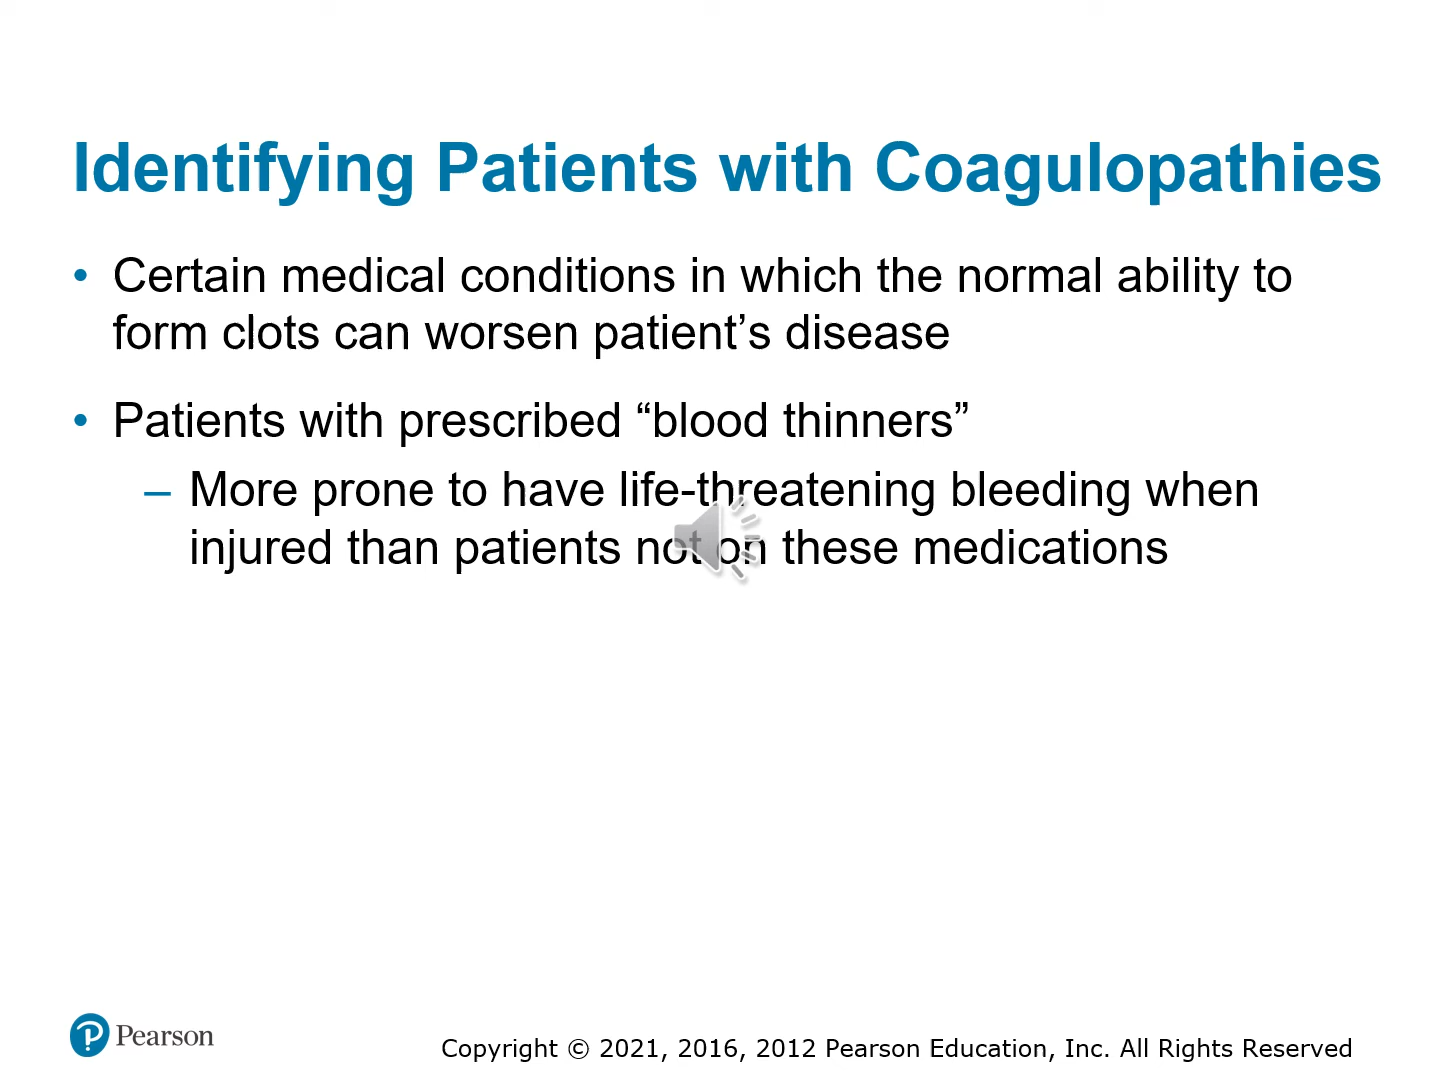 Identifying Patients with Coagulopathies
• Certain medical conditions in which the normal ability to
form clots can worsen patient’s disease
• Patients with prescribed “blood thinners”
– More prone to have life-threatening bleeding when
injured than patients not on these medications
Pearson
Copyright © 2021, 2016, 2012 Pearson Education, Inc. All Rights Reserved